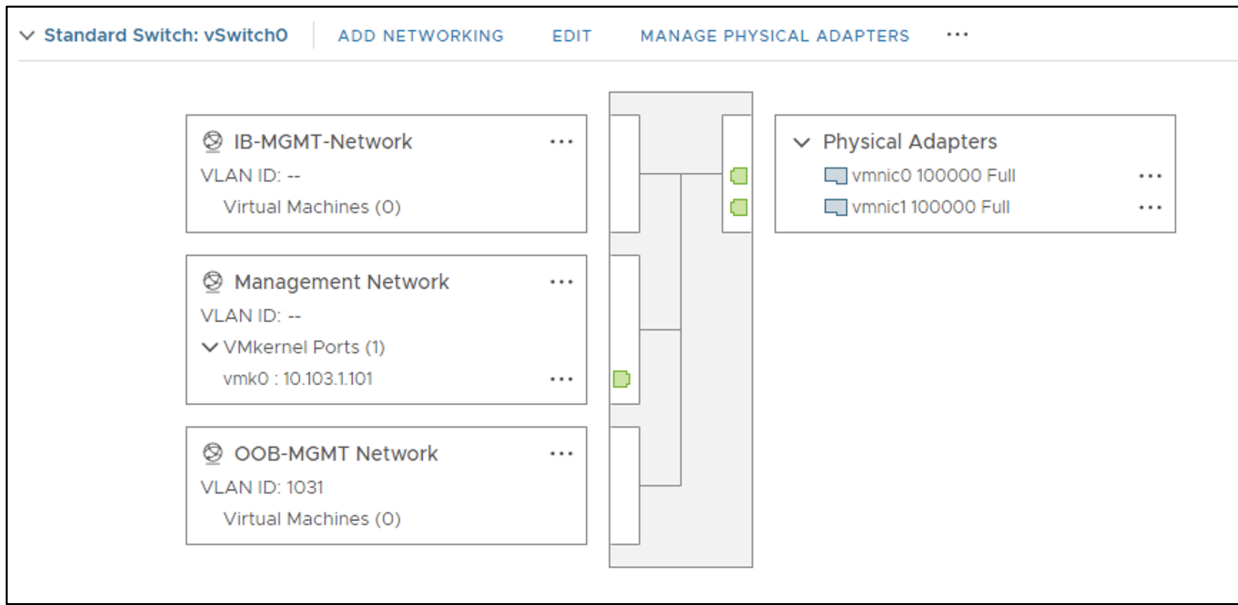 Standard Switch: vSwitch0 ADD NETWORKING EDIT MANAGE PHYSICAL ADAPTERS ...
IB-MGMT-Network ...
VLAN ID: --
Virtual Machines (0)
Management Network ...
VLAN ID: --
VMkernel Ports (1)
vmk0 : 10.103.1.101 ...
OOB-MGMT Network ...
VLAN ID: 1031
Virtual Machines (0)
Physical Adapters
vmnic0 100000 Full ...
vmnic1 100000 Full ...